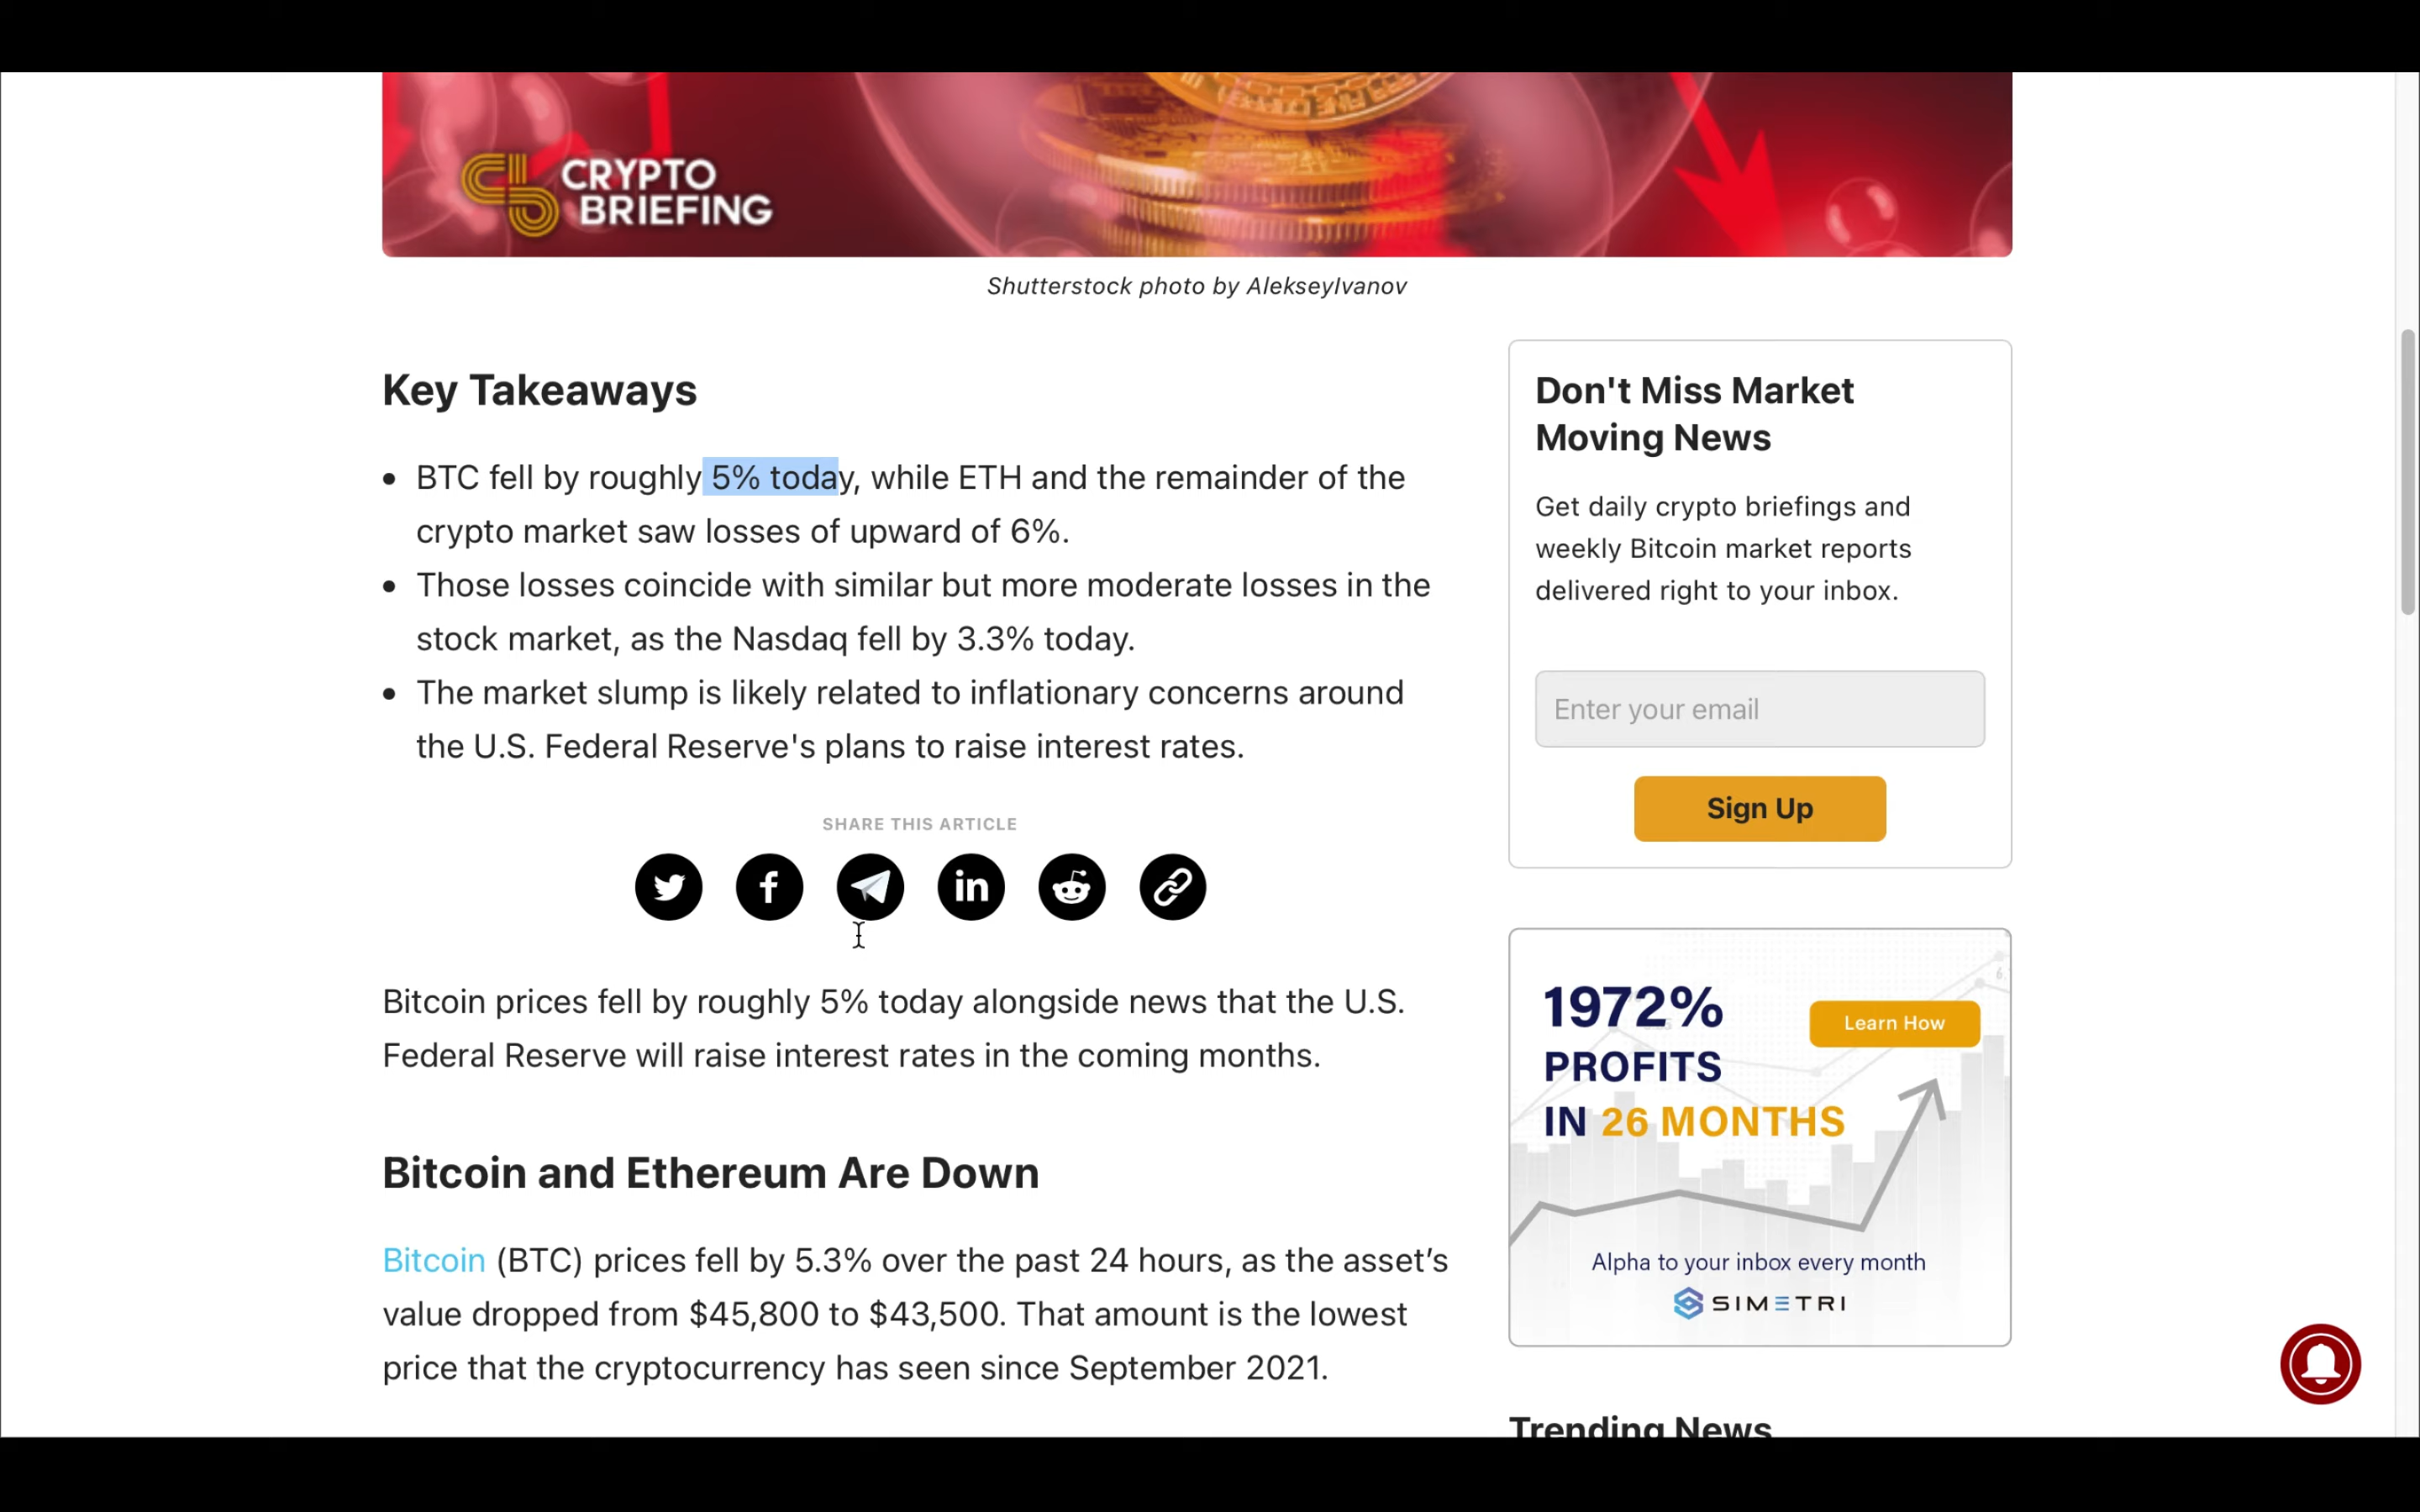 CRYPTO
BRIEFING
Shutterstock photo by AlekseyIvanov
Key Takeaways
• BTC fell by roughly 5% today, while ETH and the remainder of the
crypto market saw losses of upward of 6%.
• Those losses coincide with similar but more moderate losses in the
stock market, as the Nasdaq fell by 3.3% today.
• The market slump is likely related to inflationary concerns around
the U.S. Federal Reserve's plans to raise interest rates.
SHARE THIS ARTICLE
Bitcoin prices fell by roughly 5% today alongside news that the U.S.
Federal Reserve will raise interest rates in the coming months.
Bitcoin and Ethereum Are Down
Bitcoin (BTC) prices fell by 5.3% over the past 24 hours, as the asset’s
value dropped from $45,800 to $43,500. That amount is the lowest
price that the cryptocurrency has seen since September 2021.
Don't Miss Market
Moving News
Get daily crypto briefings and
weekly Bitcoin market reports
delivered right to your inbox.
Enter your email
Sign Up
1972%
PROFITS
IN 26 MONTHS
Learn How
Alpha to your inbox every month
SIMETRI
Trending News